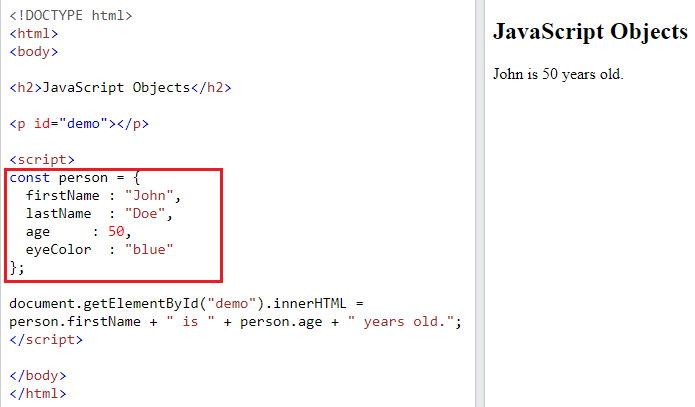 <!DOCTYPE html>
<html>
<body>
<h2>JavaScript Objects</h2>
<p id="demo"></p>
<script>
const person = {
  firstName : "John",
  lastName  : "Doe",
  age     : 50,
  eyeColor  : "blue"
};
document.getElementById("demo").innerHTML =
person.firstName + " is " + person.age + " years old.";
</script>
</body>
</html>
JavaScript Objects
John is 50 years old.